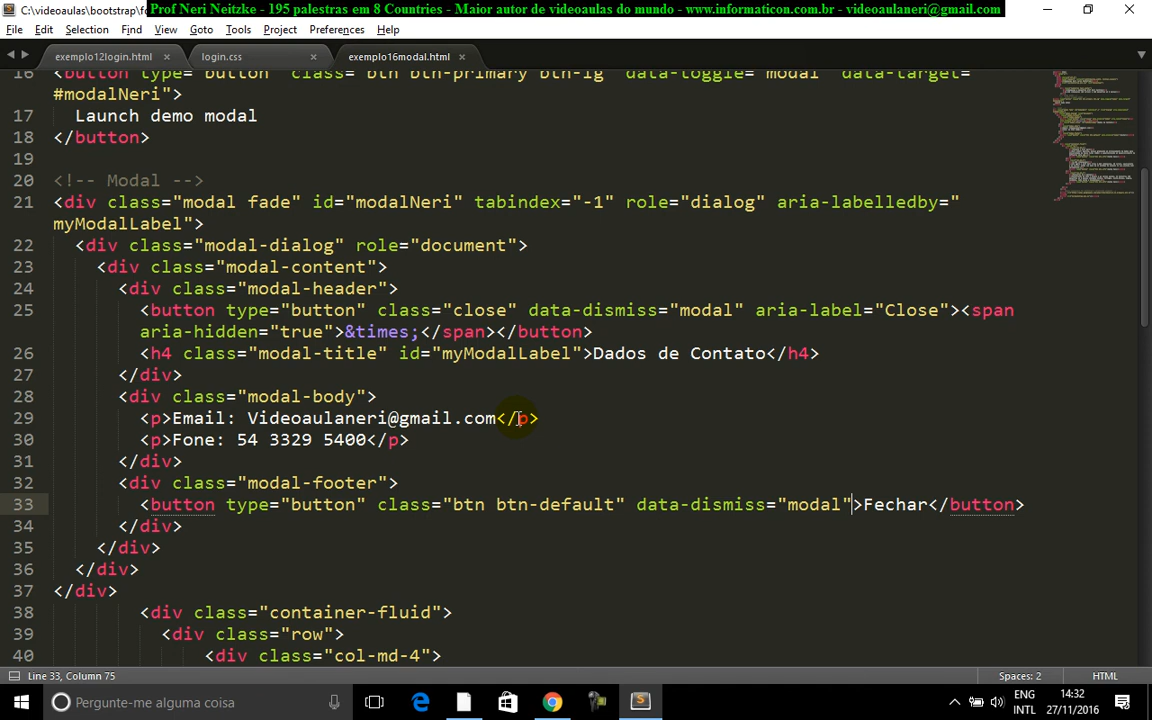 C:\videoaulas\bootstrap\fo
Prof Neri Neitzke - 195 palestras em 8 Countries - Maior autor de videoaulas do mundo - www.informaticon.com.br - videoaulaneri@gmail.com
File Edit Selection Find View Goto Tools Project Preferences Help
exemplo12login.html × login.css × exemplo16modal.html ×
16 <button type="button" class="btn btn-primary btn-lg" data-toggle="modal" data-target="
#modalNeri">
17 Launch demo modal
18 </button>
19
20 <!-- Modal -->
21 <div class="modal fade" id="modalNeri" tabindex="-1" role="dialog" aria-labelledby="
myModalLabel">
22 <div class="modal-dialog" role="document">
23 <div class="modal-content">
24 <div class="modal-header">
25 <button type="button" class="close" data-dismiss="modal" aria-label="Close"><span
aria-hidden="true">&times;</span></button>
26 <h4 class="modal-title" id="myModalLabel">Dados de Contato</h4>
27 </div>
28 <div class="modal-body">
29 <p>Email: Videoaulaneri@gmail.com</p>
30 <p>Fone: 54 3329 5400</p>
31 </div>
32 <div class="modal-footer">
33 <button type="button" class="btn btn-default" data-dismiss="modal">Fechar</button>
34 </div>
35 </div>
36 </div>
37 </div>
38 <div class="container-fluid">
39 <div class="row">
40 <div class="col-md-4">
Line 33, Column 75 Spaces: 2 HTML
Pergunte-me alguma coisa
ENG 14:32
INTL 27/11/2016